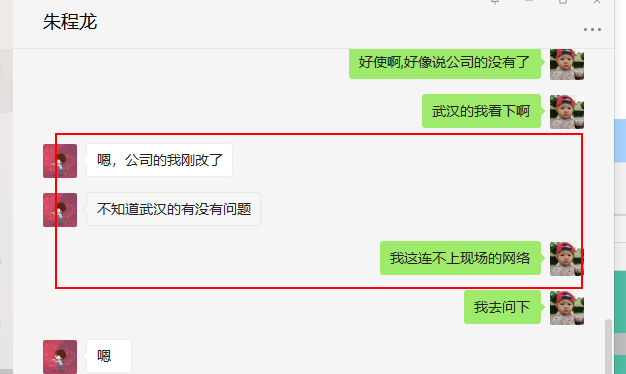 朱程龙
好使啊,好像说公司的没有了
武汉的我看下啊
嗯，公司的我刚改了
不知道武汉的有没有问题
我这连不上现场的网络
我去问下
嗯